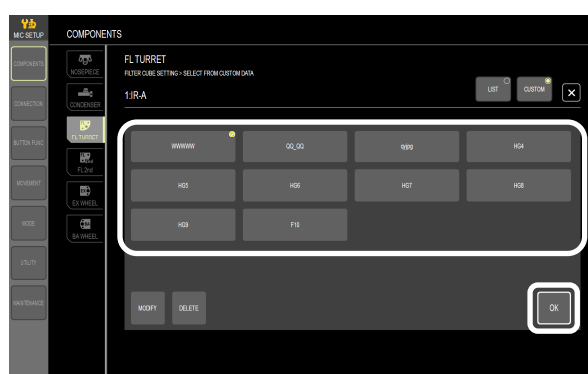 MIC SETUP
COMPONENTS
COMPONENTS
CONNECTION
BUTTON FUNC
MOVEMENT
MODE
UTILITY
MAINTENANCE
NOSEPIECE
CONDENSER
FL TURRET
FL 2nd
EX WHEEL
BA WHEEL
FL TURRET
FILTER CUBE SETTING > SELECT FROM CUSTOM DATA
1:IR-A
LIST
CUSTOM
WWWWW
QQ_QQ
HG4
HG5
HG6
HG7
HG8
HG9
F10
MODIFY
DELETE
OK